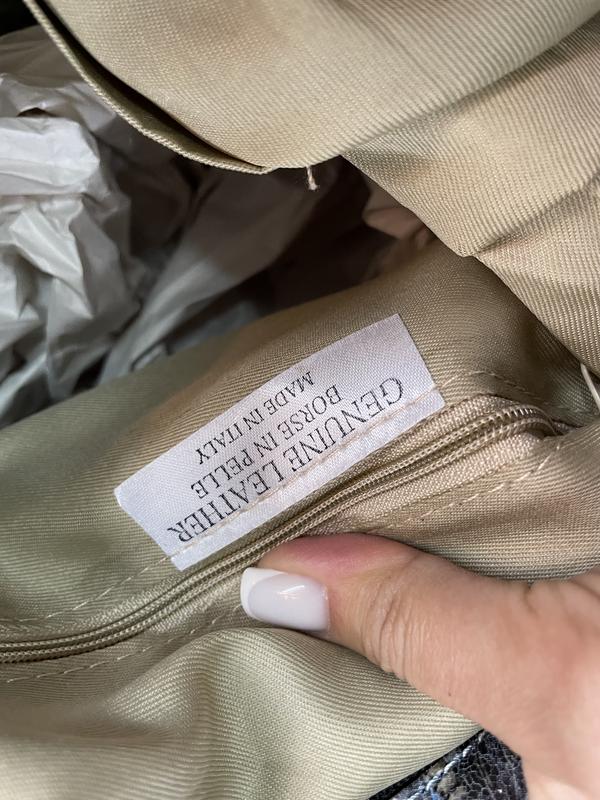 GENUINE LEATHER
BORSE IN PELLE
MADE IN ITALY